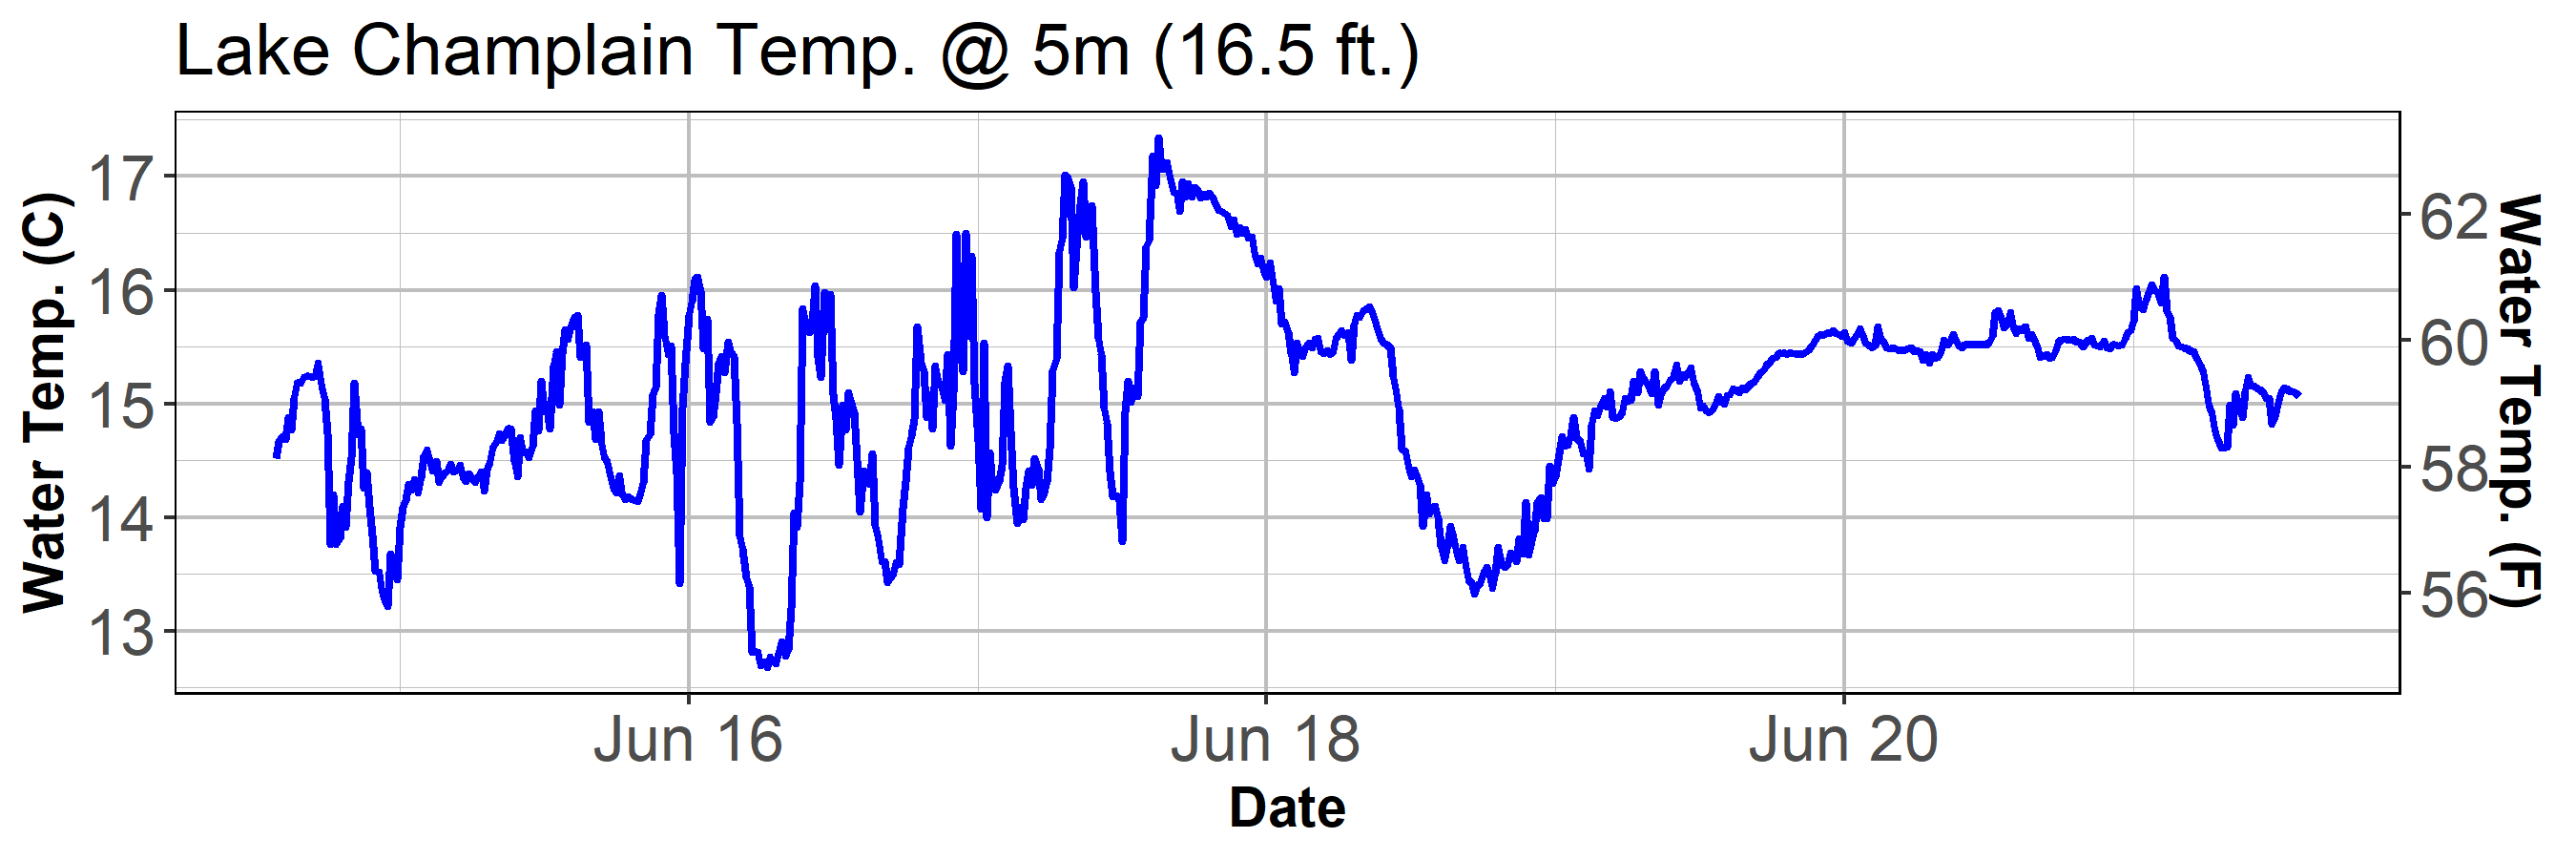 Lake Champlain Temp. @ 5m (16.5 ft.)
Water Temp. (C)
17
16
15
14
13
62
60
58
56
Water Temp. (F)
Jun 16 Jun 18 Jun 20
Date